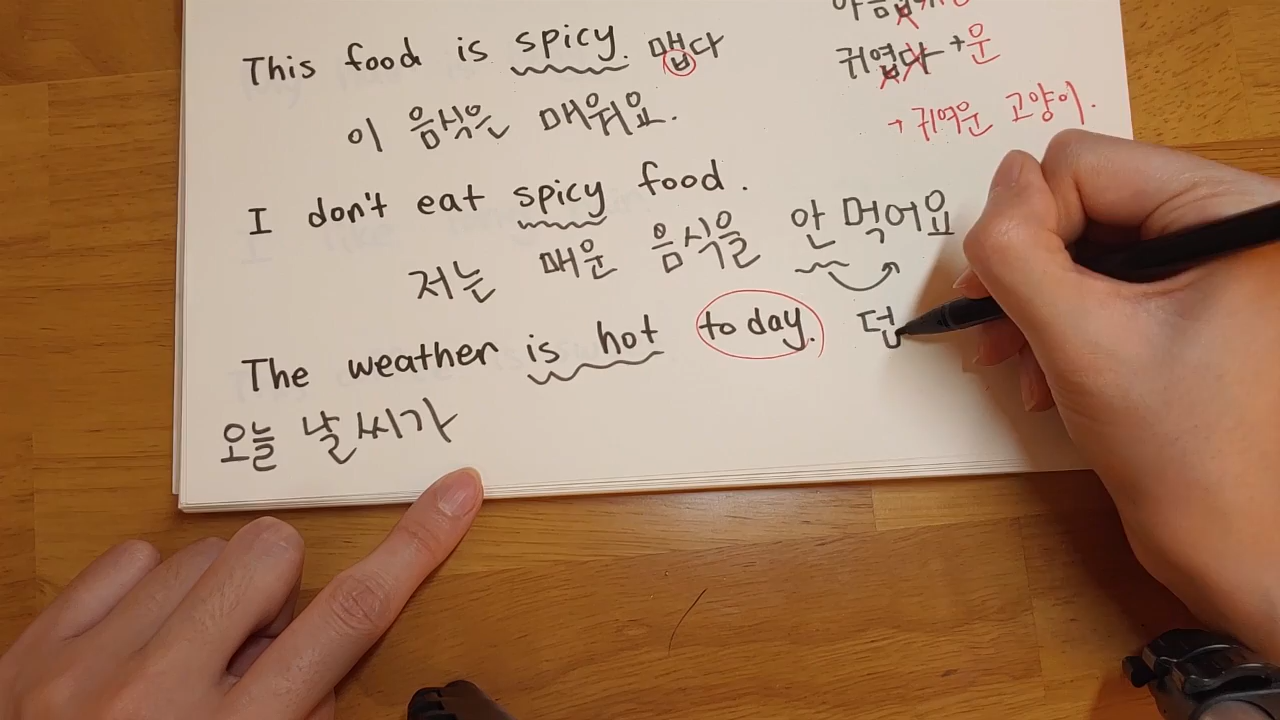 This food is spicy. 맵다
귀엽다 +운
→ 귀여운 고양이.
이 음식은 매워요.
I don't eat spicy food.
저는 매운 음식을 안 먹어요
The weather is hot today.
오늘 날씨가